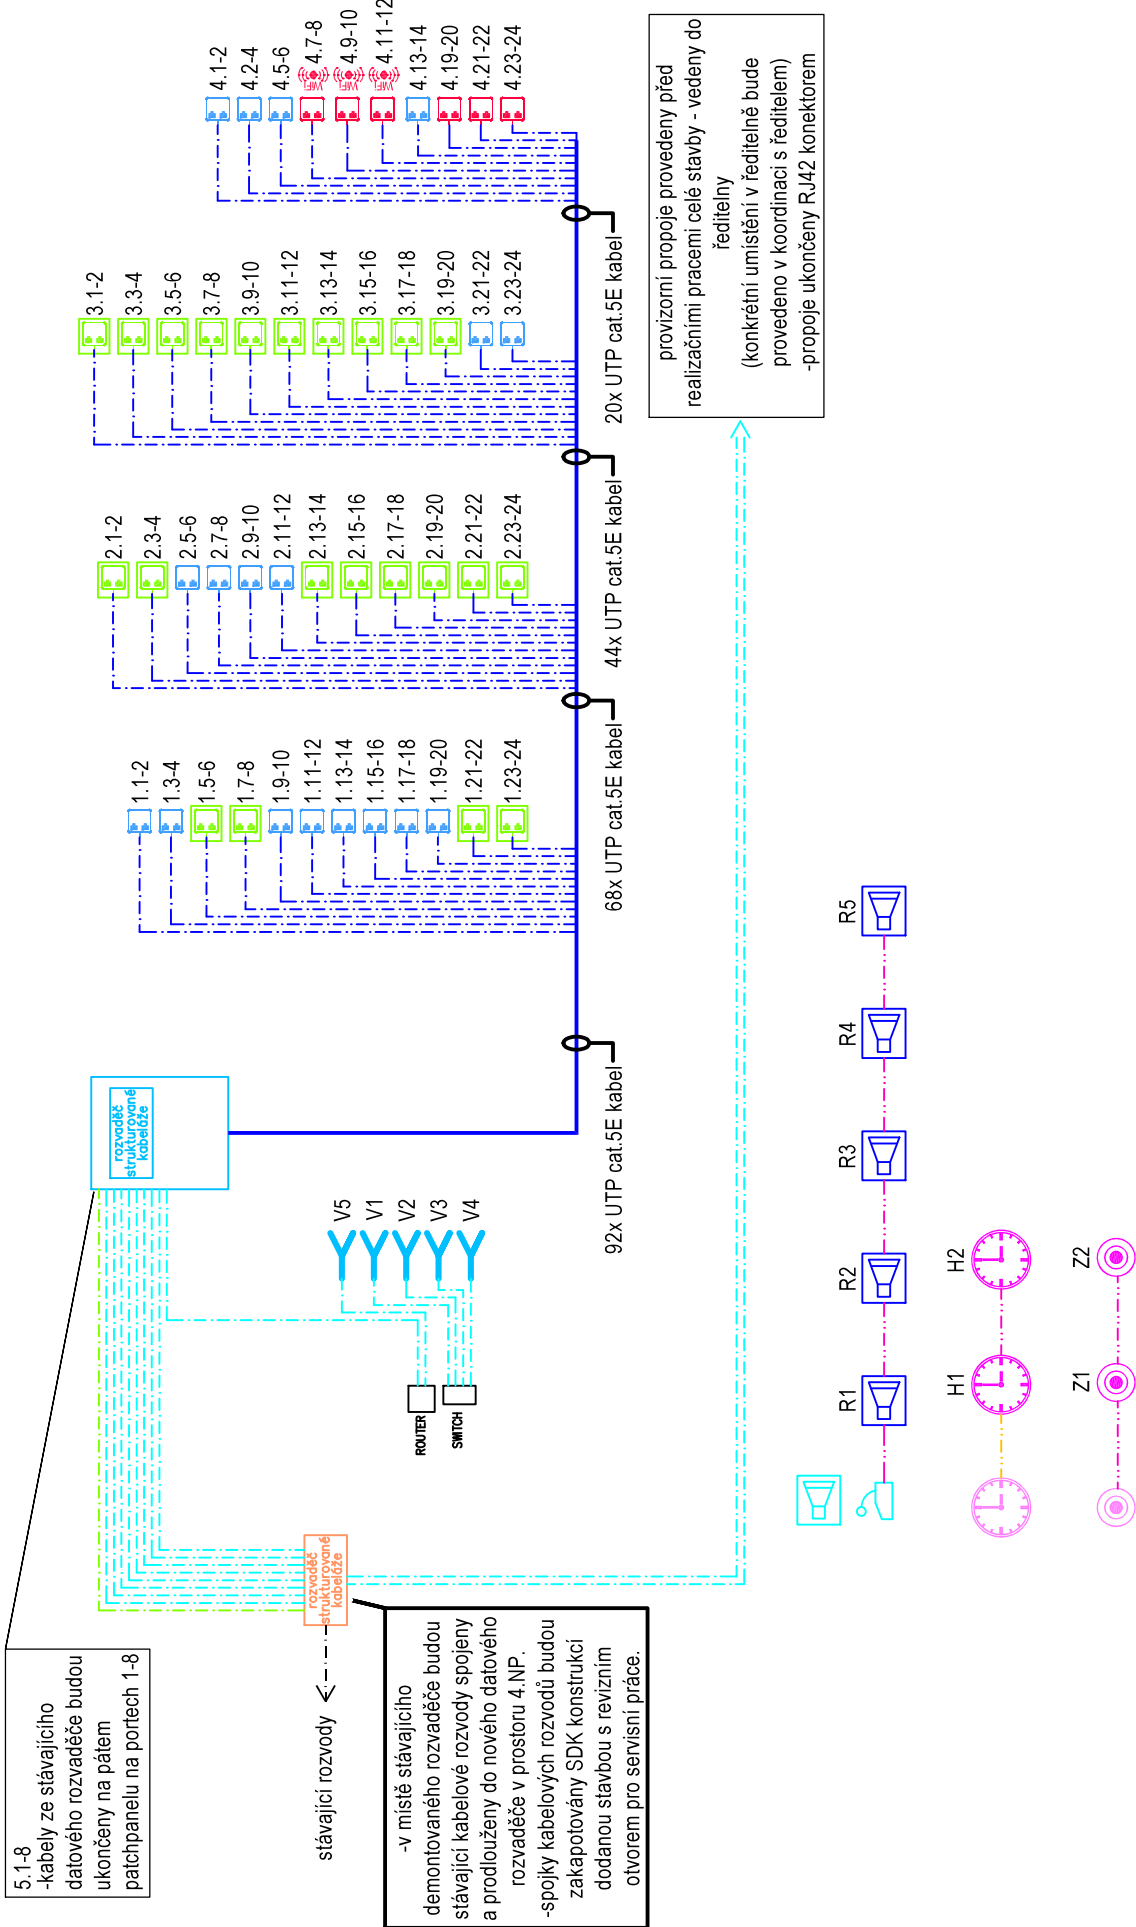 5.1-8
-kabely ze stávajícího
datového rozvaděče budou
ukončeny na pátem
patchpanelu na portech 1-8
stávající rozvody
-v místě stávajícího
demontovaného rozvaděče budou
stávající kabelové rozvody spojeny
a prodlouženy do nového datového
rozvaděče v prostoru 4.NP.
-spojky kabelových rozvodů budou
zakapotovány SDK konstrukcí
dodanou stavbou s revizním
otvorem pro servisní práce.
rozvaděč
strukturované
kabeláže
rozvaděč
strukturované
kabeláže
ROUTER
SWITCH
V5
V1
V2
V3
V4
92x UTP cat.5E kabel
1.1-2
1.3-4
1.5-6
1.7-8
1.9-10
1.11-12
1.13-14
1.15-16
1.17-18
1.19-20
1.21-22
1.23-24
68x UTP cat.5E kabel
2.1-2
2.3-4
2.5-6
2.7-8
2.9-10
2.11-12
2.13-14
2.15-16
2.17-18
2.19-20
2.21-22
2.23-24
44x UTP cat.5E kabel
3.1-2
3.3-4
3.5-6
3.7-8
3.9-10
3.11-12
3.13-14
3.15-16
3.17-18
3.19-20
3.21-22
3.23-24
20x UTP cat.5E kabel
4.1-2
4.2-4
4.5-6
4.7-8
4.9-10
4.11-12
4.13-14
4.19-20
4.21-22
4.23-24
WIFI
WIFI
WIFI
provizorní propoje provedeny před
realizačními pracemi celé stavby - vedeny do
ředitelny
(konkrétní umístění v ředitelně bude
provedeno v koordinaci s ředitelem)
-propoje ukončeny RJ42 konektorem
R1
R2
R3
R4
R5
H1
H2
Z1
Z2